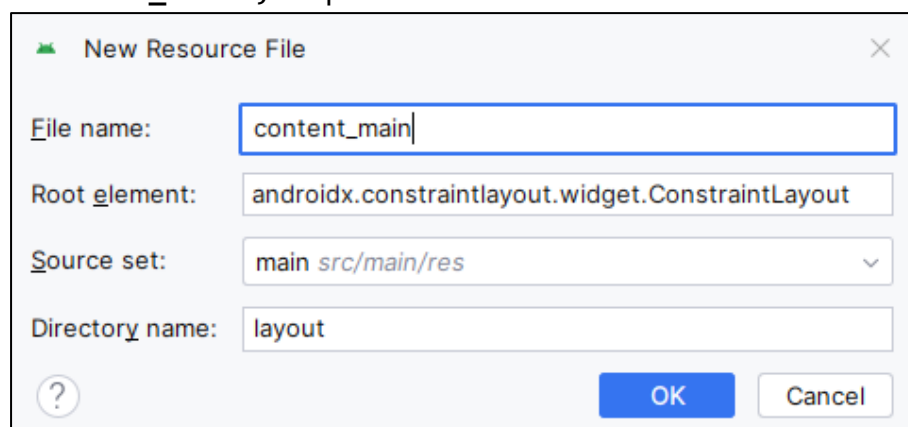 New Resource File
File name: content_main
Root element: androidx.constraintlayout.widget.ConstraintLayout
Source set: main src/main/res
Directory name: layout
? OK Cancel